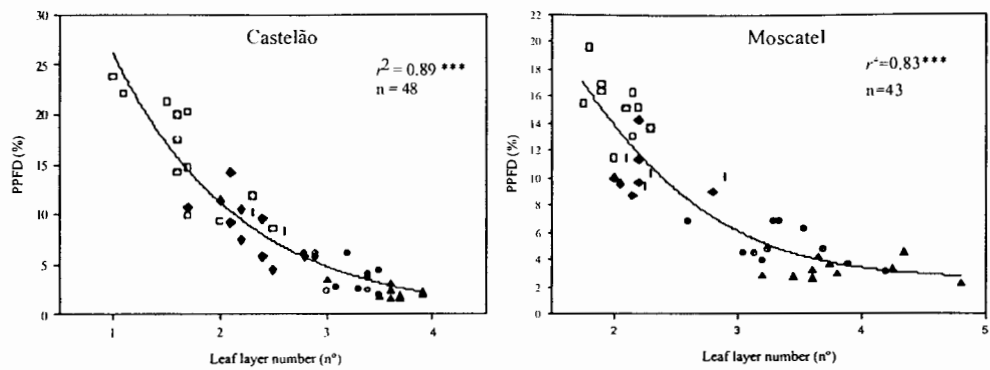 Castelão
r² = 0.89 ***
n = 48
PPFD (%)
30
25
20
15
10
5
0
1 2 3 4
Leaf layer number (nº)
Moscatel
r² = 0,83***
n=43
PPFD (%)
22
20
18
16
14
12
10
8
6
4
2
0
2 3 4 5
Leaf layer number (nº)